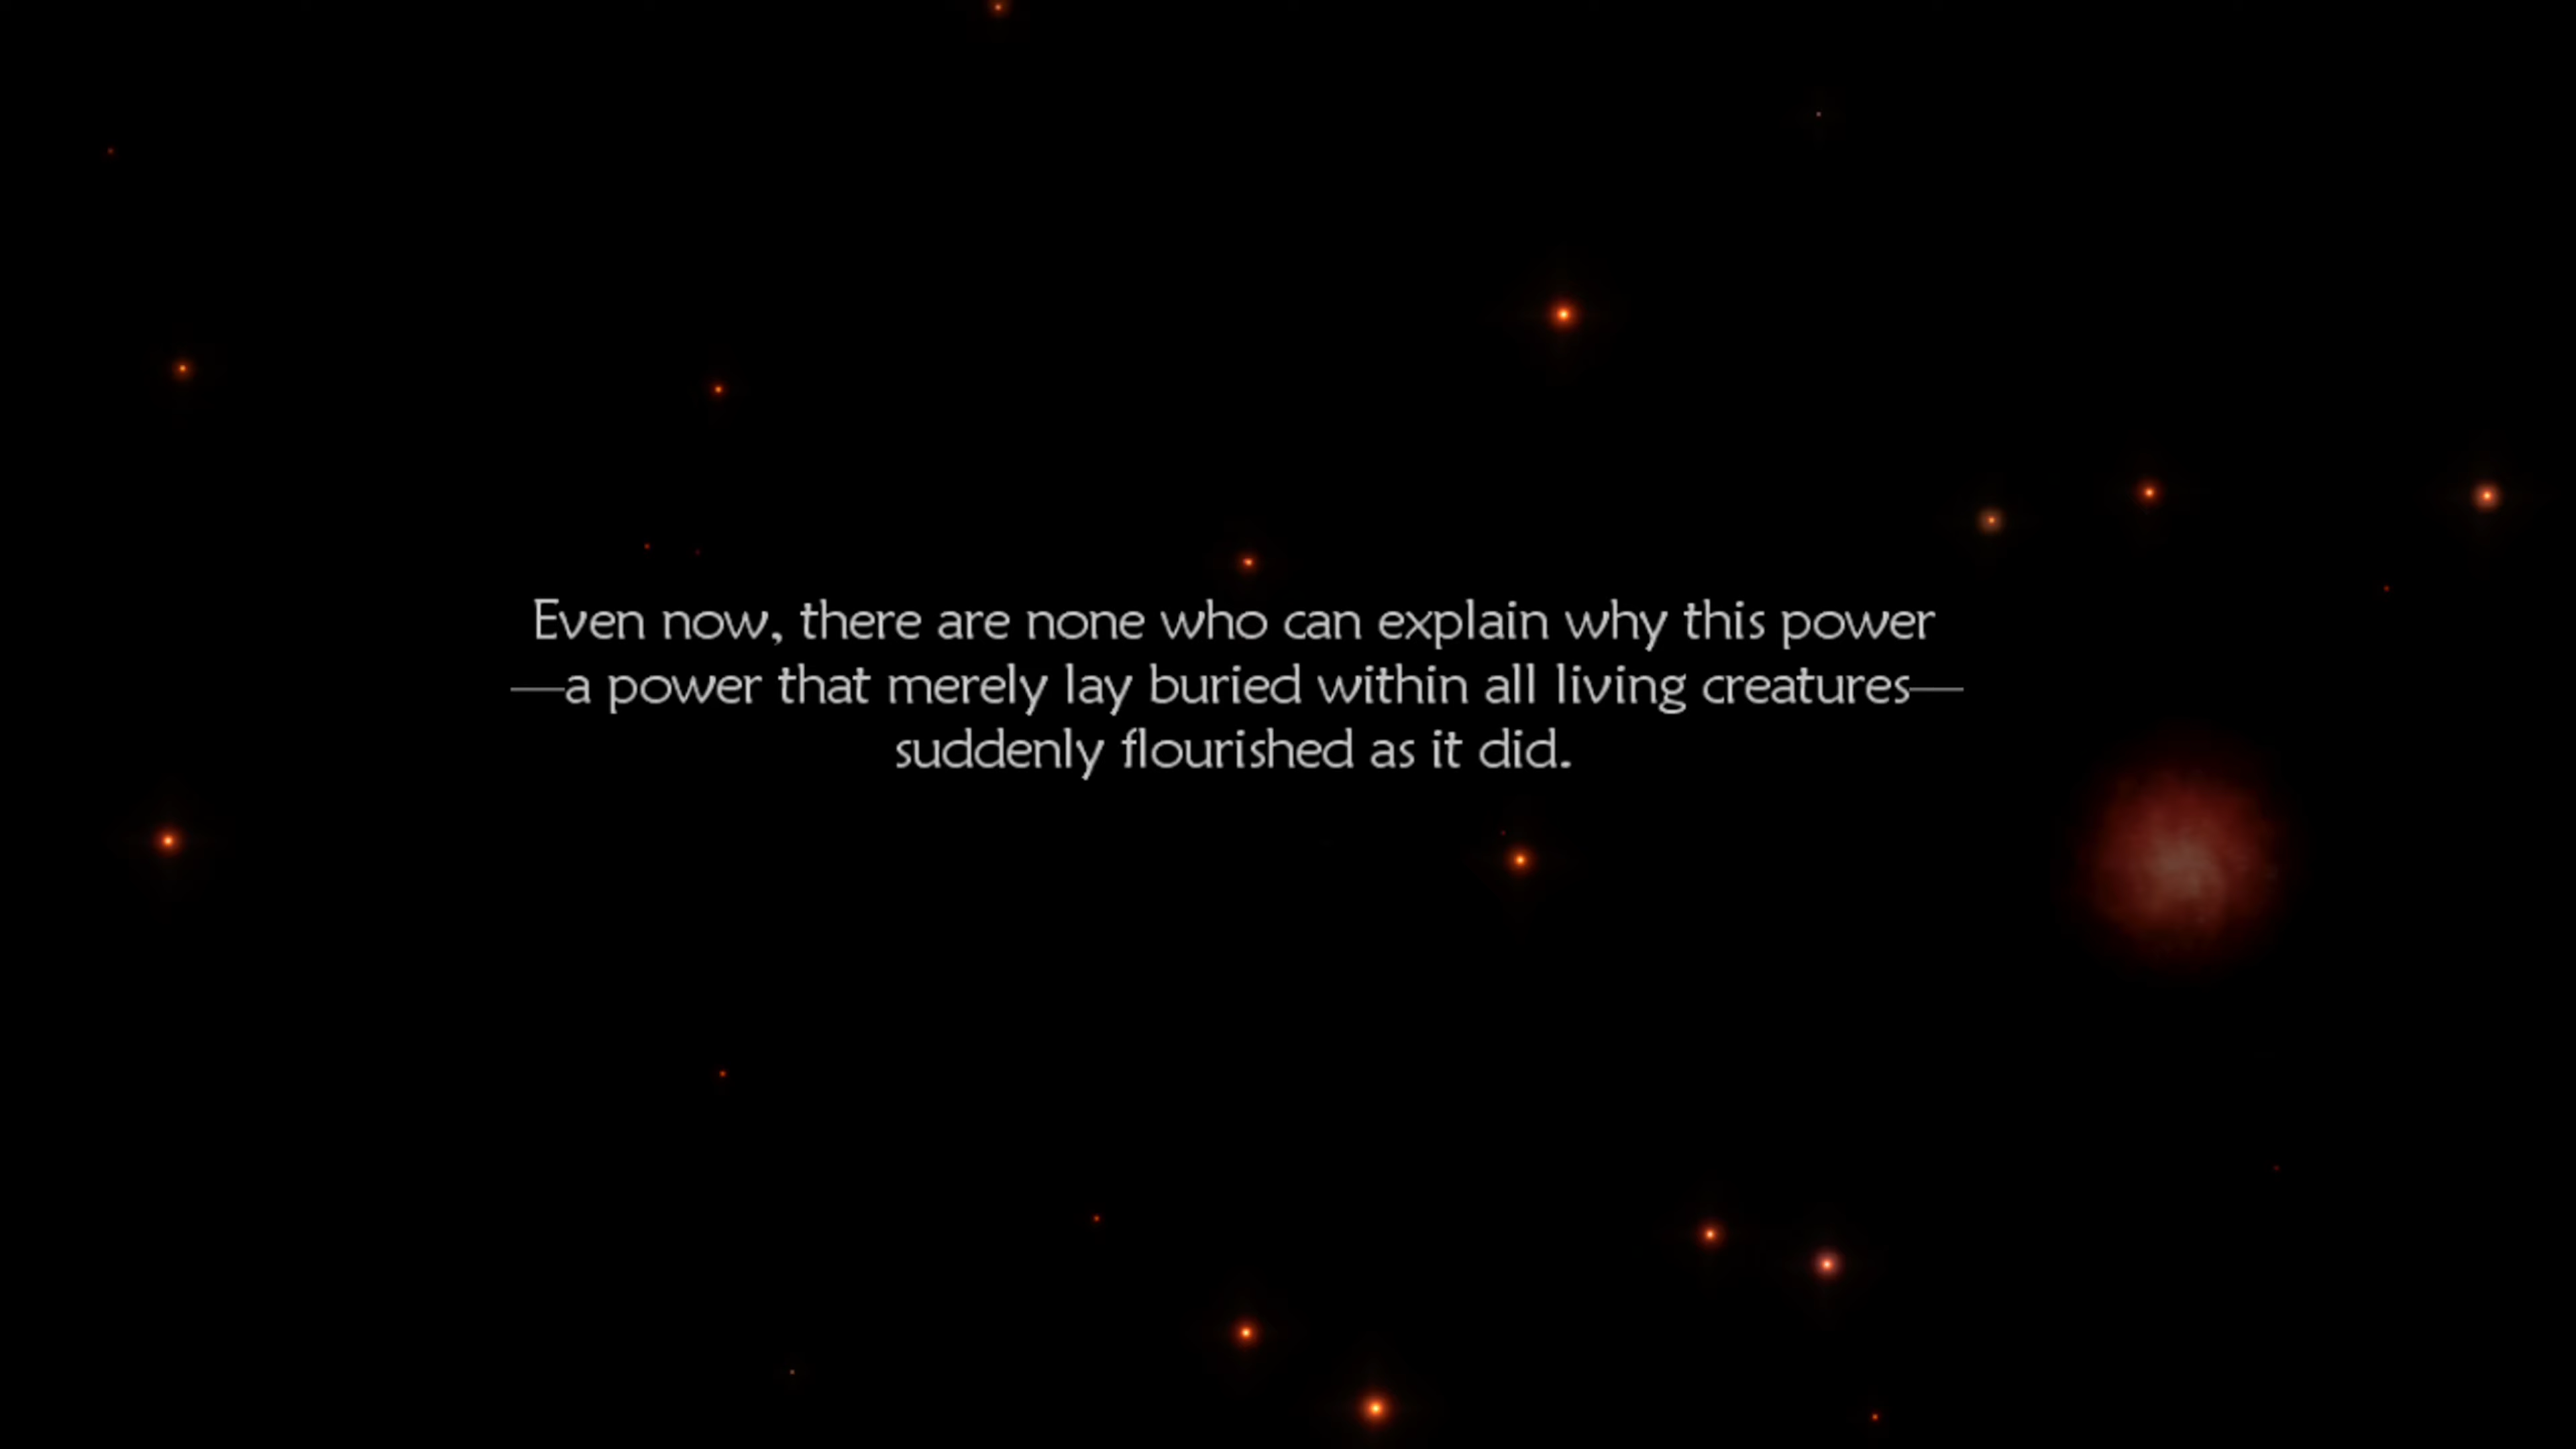 Even now, there are none who can explain why this power
—a power that merely lay buried within all living creatures—
suddenly flourished as it did.